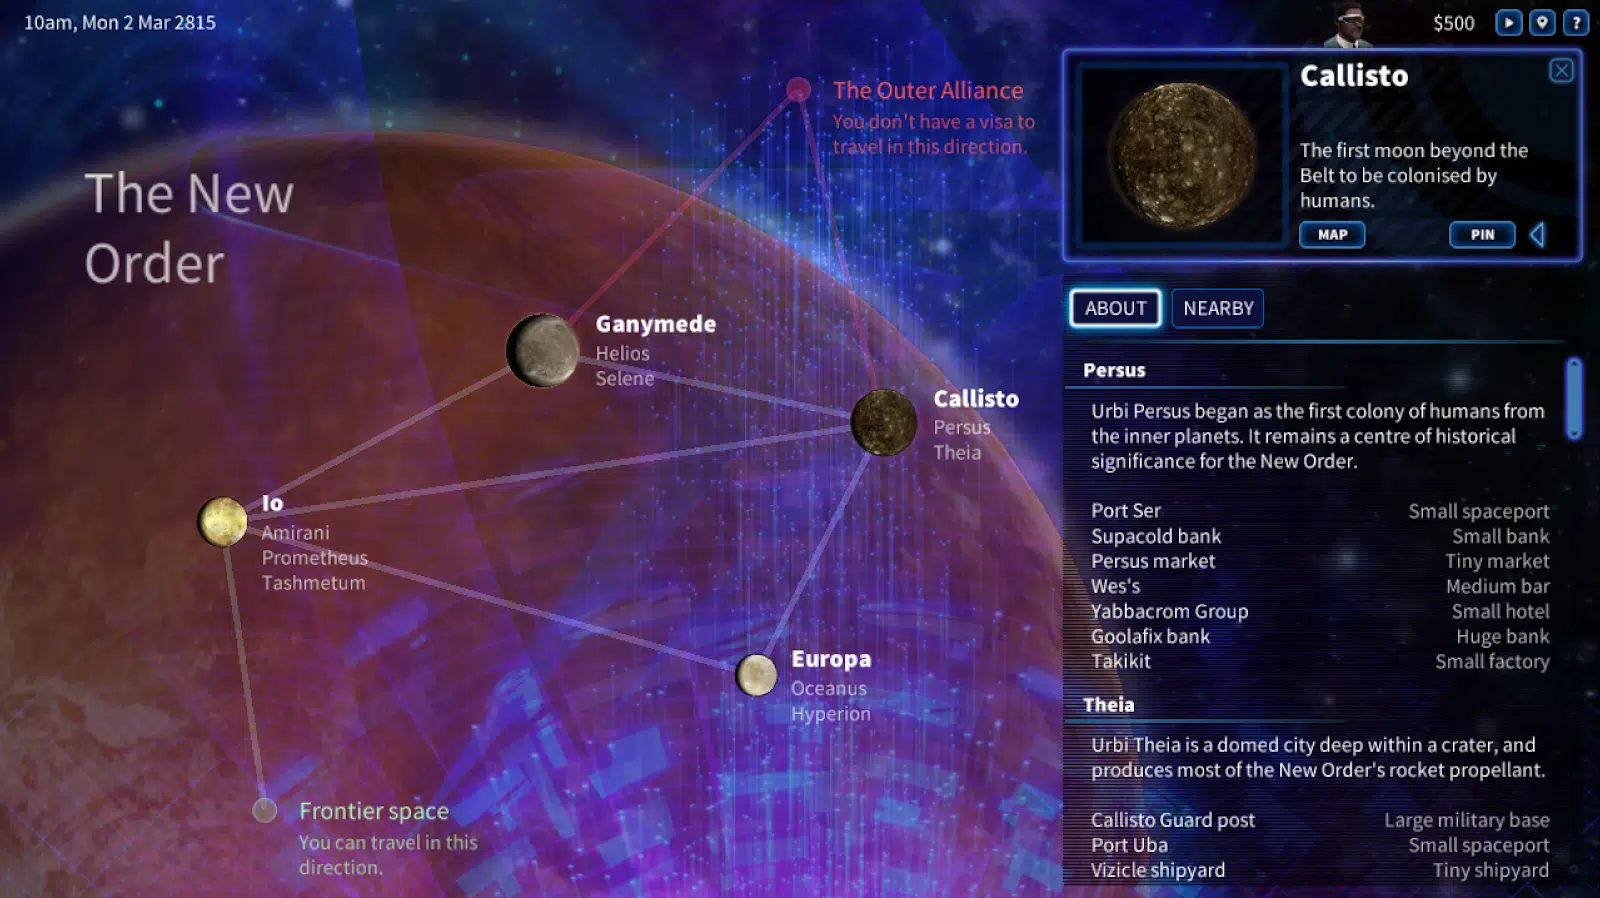 10am, Mon 2 Mar 2815
$500
?
The New
Order
The Outer Alliance
You don't have a visa to
travel in this direction.
Ganymede
Helios
Selene
Callisto
Persus
Theia
Io
Amirani
Prometheus
Tashmetum
Europa
Oceanus
Hyperion
Frontier space
You can travel in this
direction.
Callisto
The first moon beyond the
Belt to be colonised by
humans.
MAP
PIN
ABOUT
NEARBY
Persus
Urbi Persus began as the first colony of humans from
the inner planets. It remains a centre of historical
significance for the New Order.
Port Ser Small spaceport
Supacold bank Small bank
Persus market Tiny market
Wes's Medium bar
Yabbacrom Group Small hotel
Goolafix bank Huge bank
Takikit Small factory
Theia
Urbi Theia is a domed city deep within a crater, and
produces most of the New Order's rocket propellant.
Callisto Guard post Large military base
Port Uba Small spaceport
Vizicle shipyard Tiny shipyard